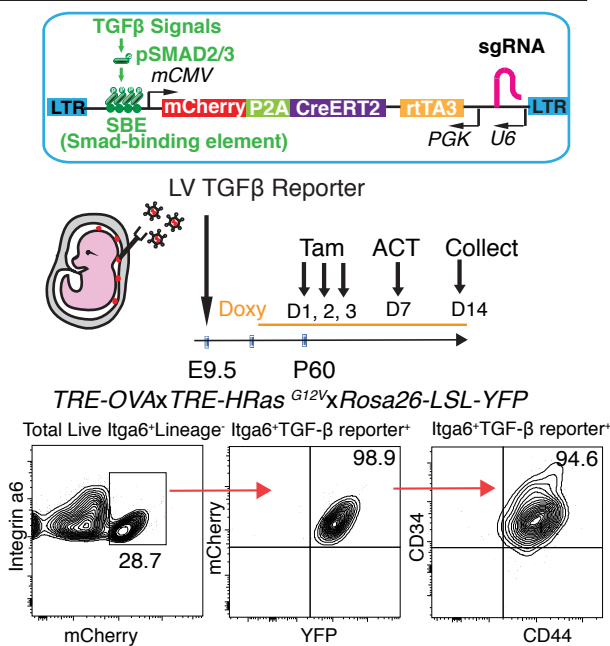 TGFβ Signals
pSMAD2/3
mCMV
sgRNA
LTR
mCherry P2A CreERT2 rtTA3
LTR
SBE
(Smad-binding element)
PGK U6
LV TGFβ Reporter
Tam ACT Collect
Doxy D1, 2, 3 D7 D14
E9.5 P60
TRE-OVAxTRE-HRas G12VxRosa26-LSL-YFP
Total Live Itga6+Lineage- Itga6+TGF-β reporter+ Itga6+TGF-β reporter+
Integrin a6
28.7
mCherry
mCherry
98.9
YFP
CD34
94.6
CD44